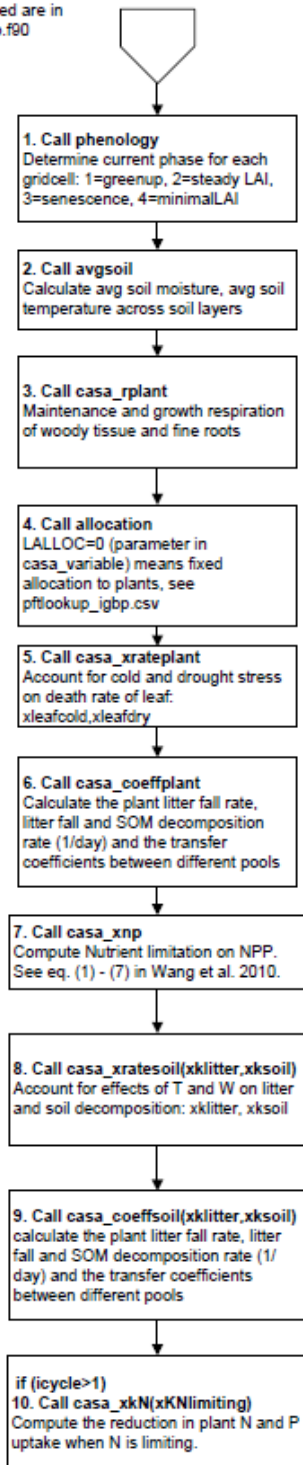 ed are in
.f90
1. Call phenology
Determine current phase for each
gridcell: 1=greenup, 2=steady LAI,
3=senescence, 4=minimalLAI
2. Call avgsoil
Calculate avg soil moisture, avg soil
temperature across soil layers
3. Call casa_rplant
Maintenance and growth respiration
of woody tissue and fine roots
4. Call allocation
LALLOC=0 (parameter in
casa_variable) means fixed
allocation to plants, see
pftlookup_igbp.csv
5. Call casa_xrateplant
Account for cold and drought stress
on death rate of leaf:
xleafcold,xleafdry
6. Call casa_coeffplant
Calculate the plant litter fall rate,
litter fall and SOM decomposition
rate (1/day) and the transfer
coefficients between different pools
7. Call casa_xnp
Compute Nutrient limitation on NPP.
See eq. (1) - (7) in Wang et al. 2010.
8. Call casa_xratesoil(xklitter,xksoil)
Account for effects of T and W on litter
and soil decomposition: xklitter, xksoil
9. Call casa_coeffsoil(xklitter,xksoil)
calculate the plant litter fall rate, litter
fall and SOM decomposition rate (1/
day) and the transfer coefficients
between different pools
if (icycle>1)
10. Call casa_xkN(xKNlimiting)
Compute the reduction in plant N and P
uptake when N is limiting.